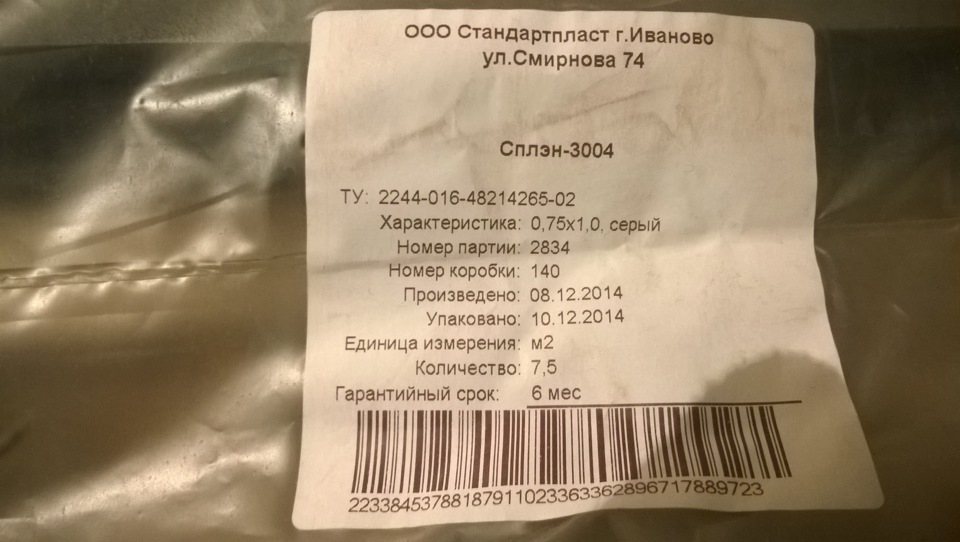 ООО Стандартпласт г.Иваново
ул.Смирнова 74
Сплэн-3004
ТУ: 2244-016-48214265-02
Характеристика: 0,75х1,0, серый
Номер партии: 2834
Номер коробки: 140
Произведено: 08.12.2014
Упаковано: 10.12.2014
Единица измерения: м2
Количество: 7,5
Гарантийный срок: 6 мес
223384537881879110233633628967178897​23